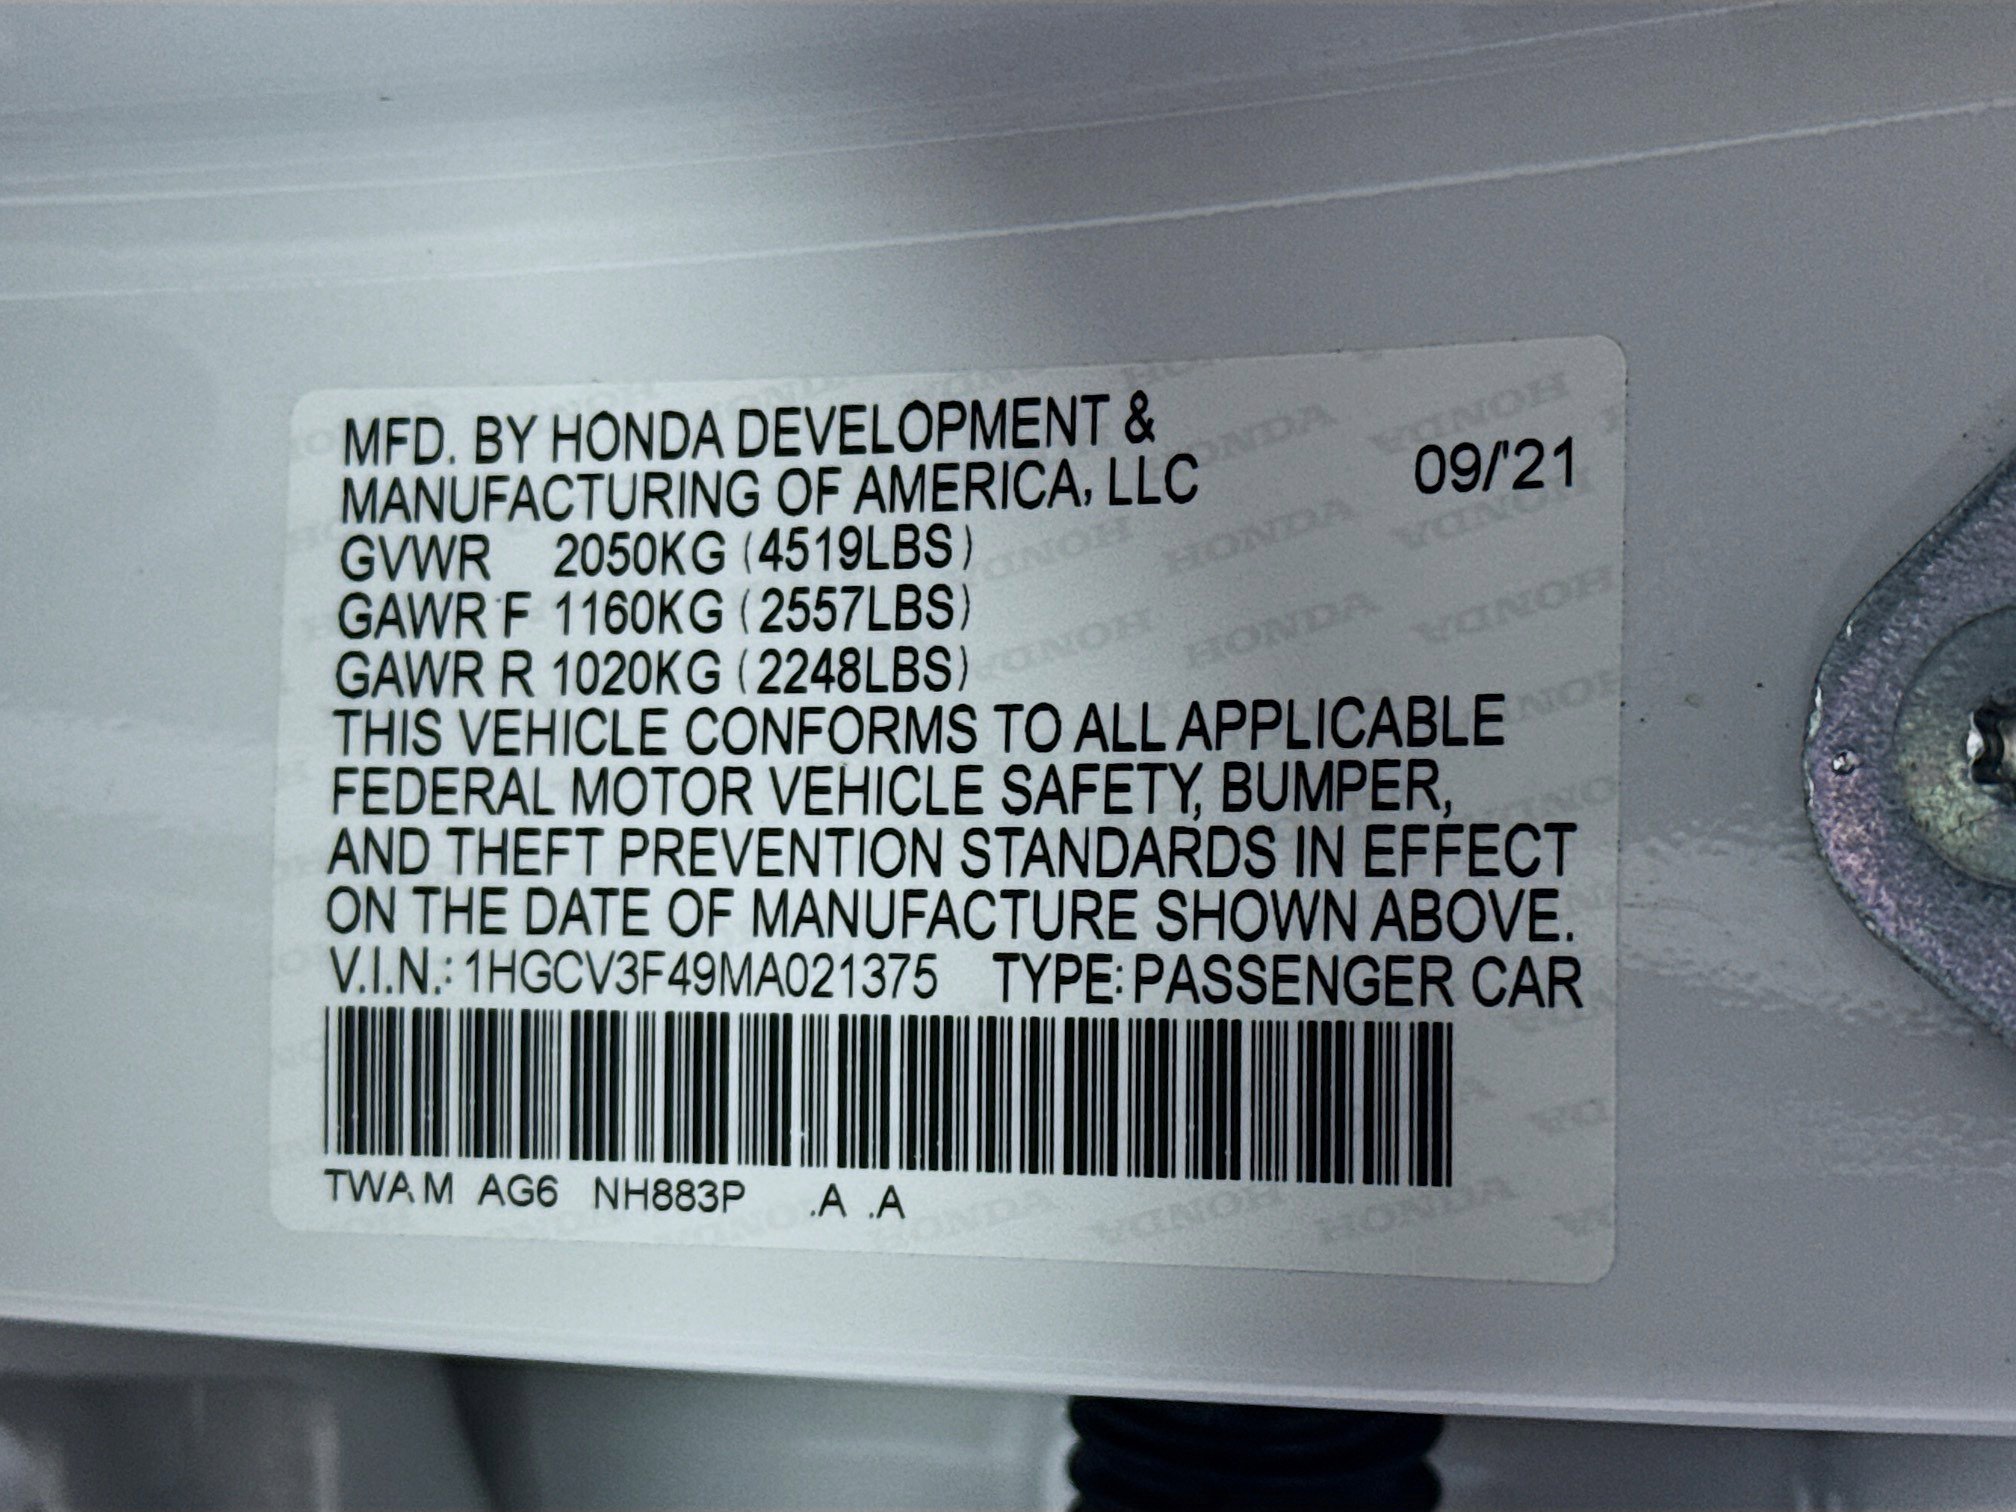 MFD. BY HONDA DEVELOPMENT &
MANUFACTURING OF AMERICA, LLC 09/'21
GVWR 2050KG (4519LBS)
GAWR F 1160KG (2557LBS)
GAWR R 1020KG (2248LBS)
THIS VEHICLE CONFORMS TO ALL APPLICABLE
FEDERAL MOTOR VEHICLE SAFETY, BUMPER,
AND THEFT PREVENTION STANDARDS IN EFFECT
ON THE DATE OF MANUFACTURE SHOWN ABOVE.
V.I.N.: 1HGCV3F49MA021375 TYPE: PASSENGER CAR
TWA M AG6 NH883P .A .A